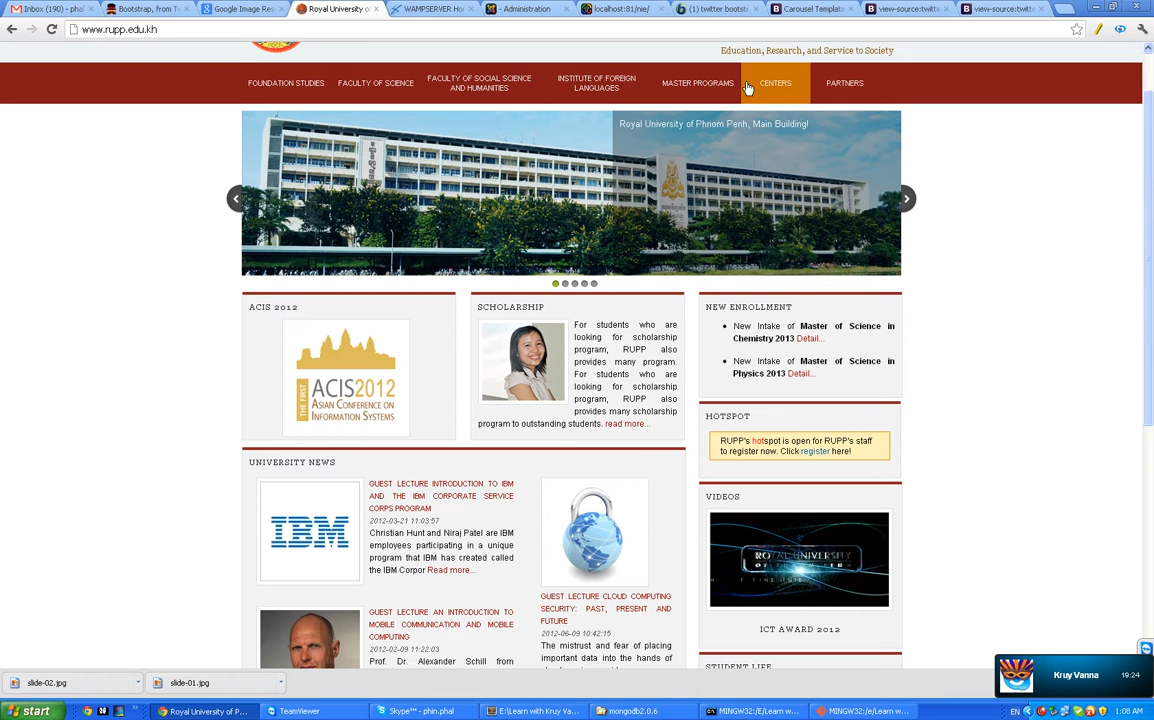 Inbox (190) - phal
Bootstrap, from Tw
Google Image Res
Royal University of
WAMPSERVER Ho
- Administration
localhost:81/nie/
(1) twitter bootstr
Carousel Template
view-source:twitte
view-source:twitte
www.rupp.edu.kh
Education, Research, and Service to Society
FOUNDATION STUDIES
FACULTY OF SCIENCE
FACULTY OF SOCIAL SCIENCE
AND HUMANITIES
INSTITUTE OF FOREIGN
LANGUAGES
MASTER PROGRAMS
CENTERS
PARTNERS
Royal University of Phnom Penh, Main Building!
ACIS 2012
THE FIRST
ACIS2012
ASIAN CONFERENCE ON
INFORMATION SYSTEMS
SCHOLARSHIP
For students who are
looking for scholarship
program, RUPP also
provides many program.
For students who are
looking for scholarship
program, RUPP also
provides many scholarship
program to outstanding students. read more...
NEW ENROLLMENT
New Intake of Master of Science in
Chemistry 2013 Detail...
New Intake of Master of Science in
Physics 2013 Detail...
HOTSPOT
RUPP's hotspot is open for RUPP's staff
to register now. Click register here!
UNIVERSITY NEWS
IBM
GUEST LECTURE INTRODUCTION TO IBM
AND THE IBM CORPORATE SERVICE
CORPS PROGRAM
2012-03-21 11:03:57
Christian Hunt and Niraj Patel are IBM
employees participating in a unique
program that IBM has created called
the IBM Corpor Read more...
GUEST LECTURE AN INTRODUCTION TO
MOBILE COMMUNICATION AND MOBILE
COMPUTING
2012-02-09 11:22:03
Prof. Dr. Alexander Schill from
GUEST LECTURE CLOUD COMPUTING
SECURITY: PAST, PRESENT AND
FUTURE
2012-06-09 10:42:15
The mistrust and fear of placing
important data into the hands of
VIDEOS
ROYAL UNIVERSITY
ICT AWARD 2012
STUDENT LIFE
slide-02.jpg
slide-01.jpg
Kruy Vanna
19:24
start
Royal University of P...
TeamViewer
Skype™ - phin.phal
E:\Learn with Kruy Va...
mongodb2.0.6
MINGW32:/E/Learn w...
MINGW32:/e/Learn w...
EN
1:08 AM